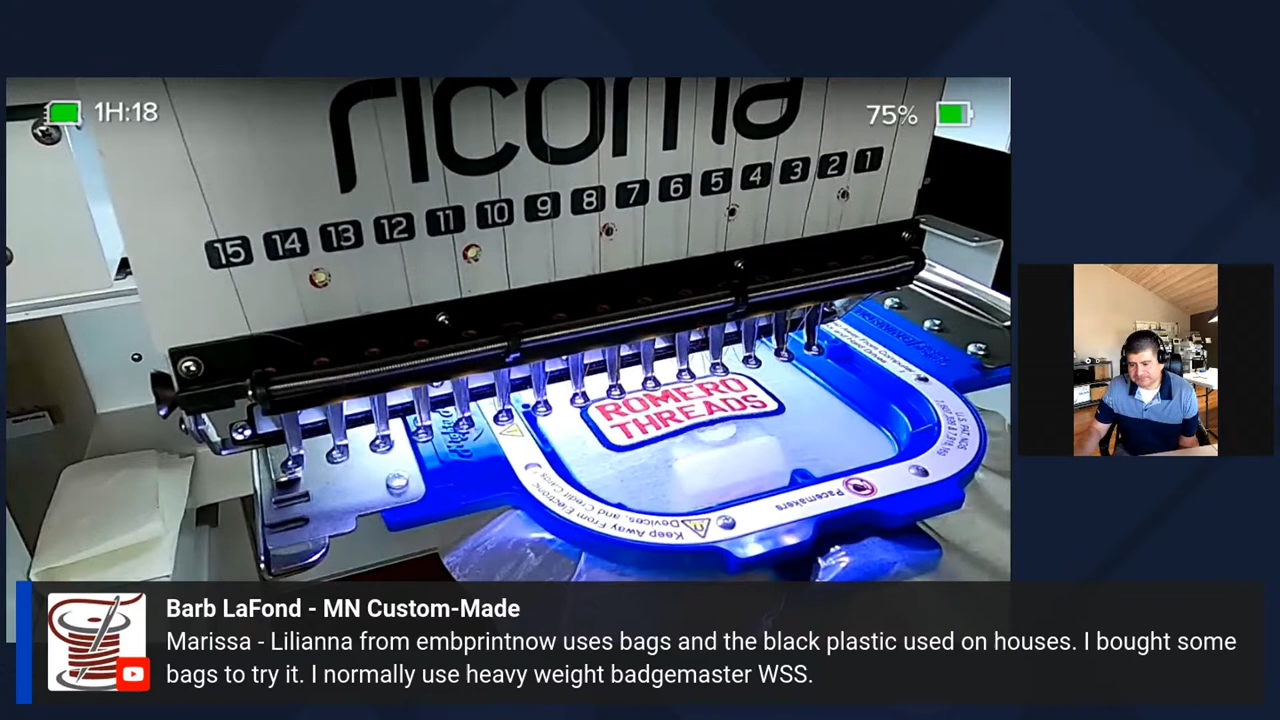 1H:18
75%
ricoma
15 14 13 12 11 10 9 8 7 6 5 4 3 2 1
ROMERO
THREADS
Keep Away From Electronic
Devices, and Credit Cards
Pacemakers
Barb LaFond - MN Custom-Made
Marissa - Lilianna from embprintnow uses bags and the black plastic used on houses. I bought some
bags to try it. I normally use heavy weight badgemaster WSS.